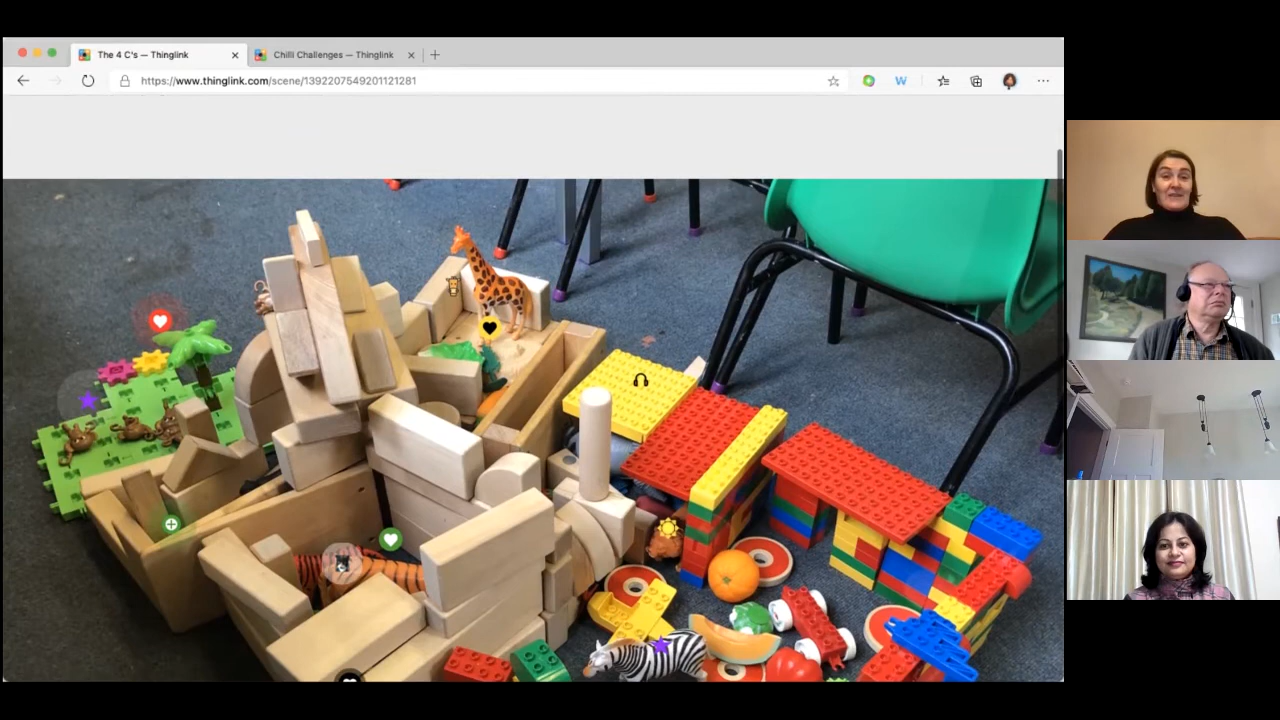 The 4 C's — Thinglink
Chilli Challenges — Thinglink
https://www.thinglink.com/scene/1392207549201121281
W